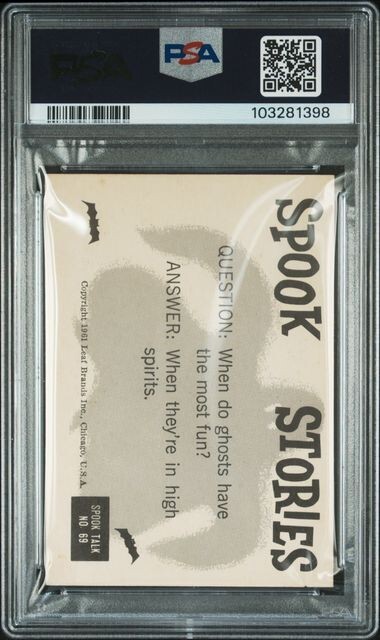 PSA
PSA
103281398
SPOOK STORIES
QUESTION: When do ghosts have
the most fun?
ANSWER: When they're in high
spirits.
Copyright 1961 Leaf Brands Inc., Chicago, U.S.A.
SPOOK TALK
NO 69